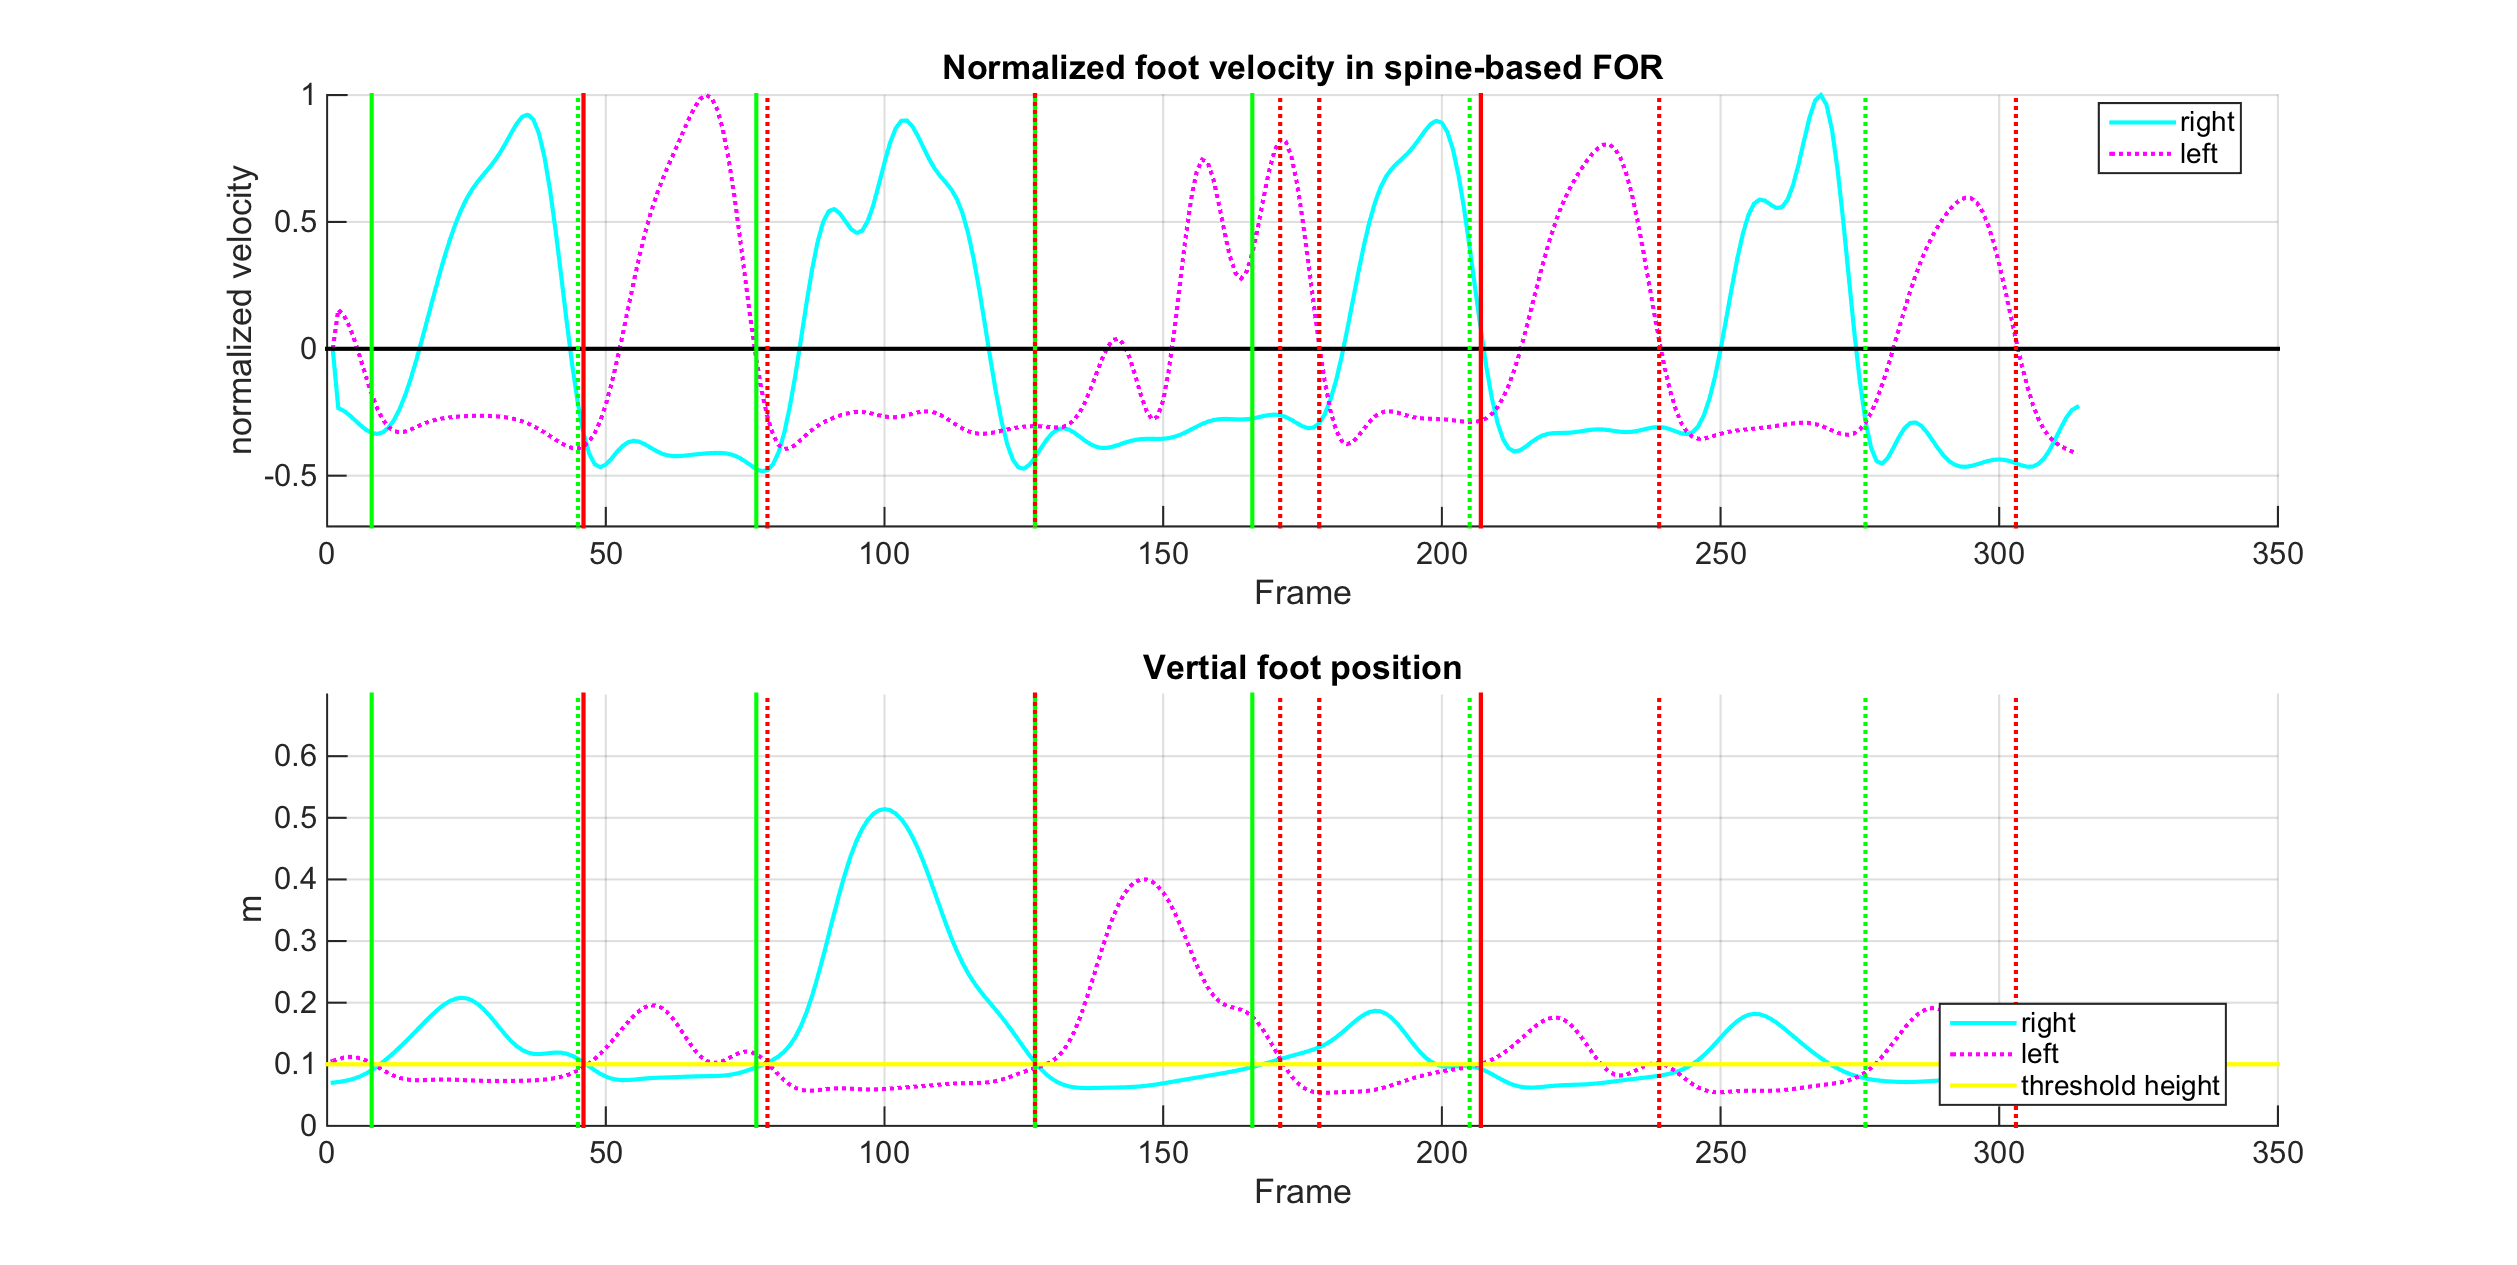 Normalized foot velocity in spine-based FOR
normalized velocity
1
0.5
0
-0.5
0 50 100 150 200 250 300 350
Frame
right
left
Vertial foot position
m
0.6
0.5
0.4
0.3
0.2
0.1
0
0 50 100 150 200 250 300 350
Frame
right
left
threshold height